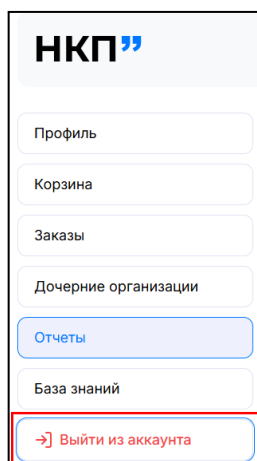 НКП”
Профиль
Корзина
Заказы
Дочерние организации
Отчеты
База знаний
Выйти из аккаунта